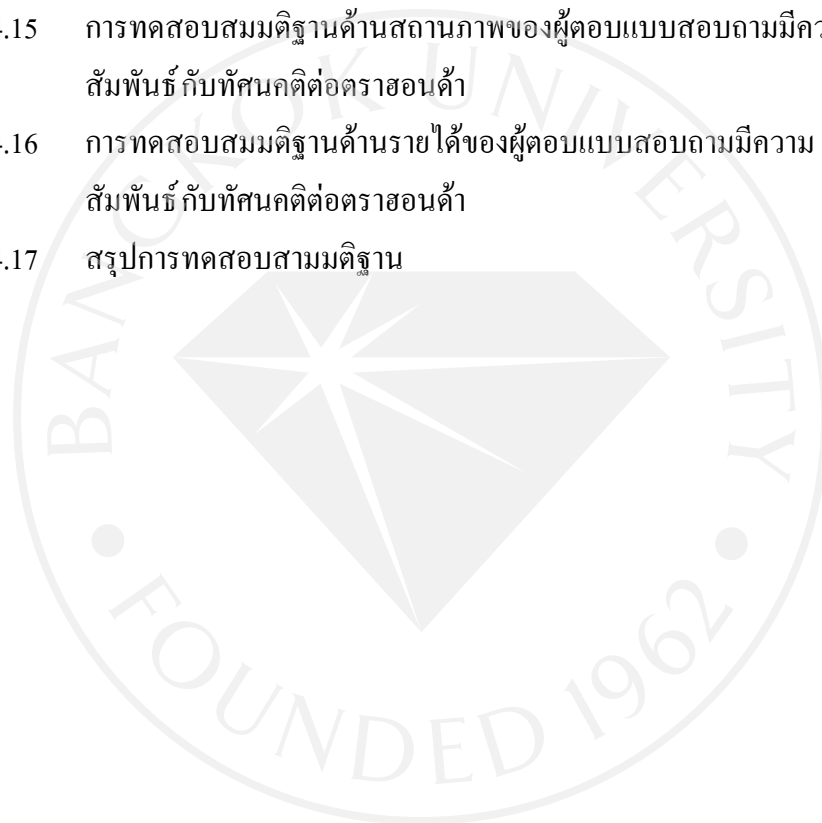 .15 การทดสอบสมมติฐานด้านสถานภาพของผู้ตอบแบบสอบถามมีคว
สัมพันธ์ กับทัศนคติต่อตราฮอนด้า
.16 การทดสอบสมมติฐานด้านรายได้ของผู้ตอบแบบสอบถามมีความ
สัมพันธ์ กับทัศนคติต่อตราฮอนด้า
.17 สรุปการทดสอบสามมติฐาน
BANGKOK UNIVERSITY
• FOUNDED 1962 •